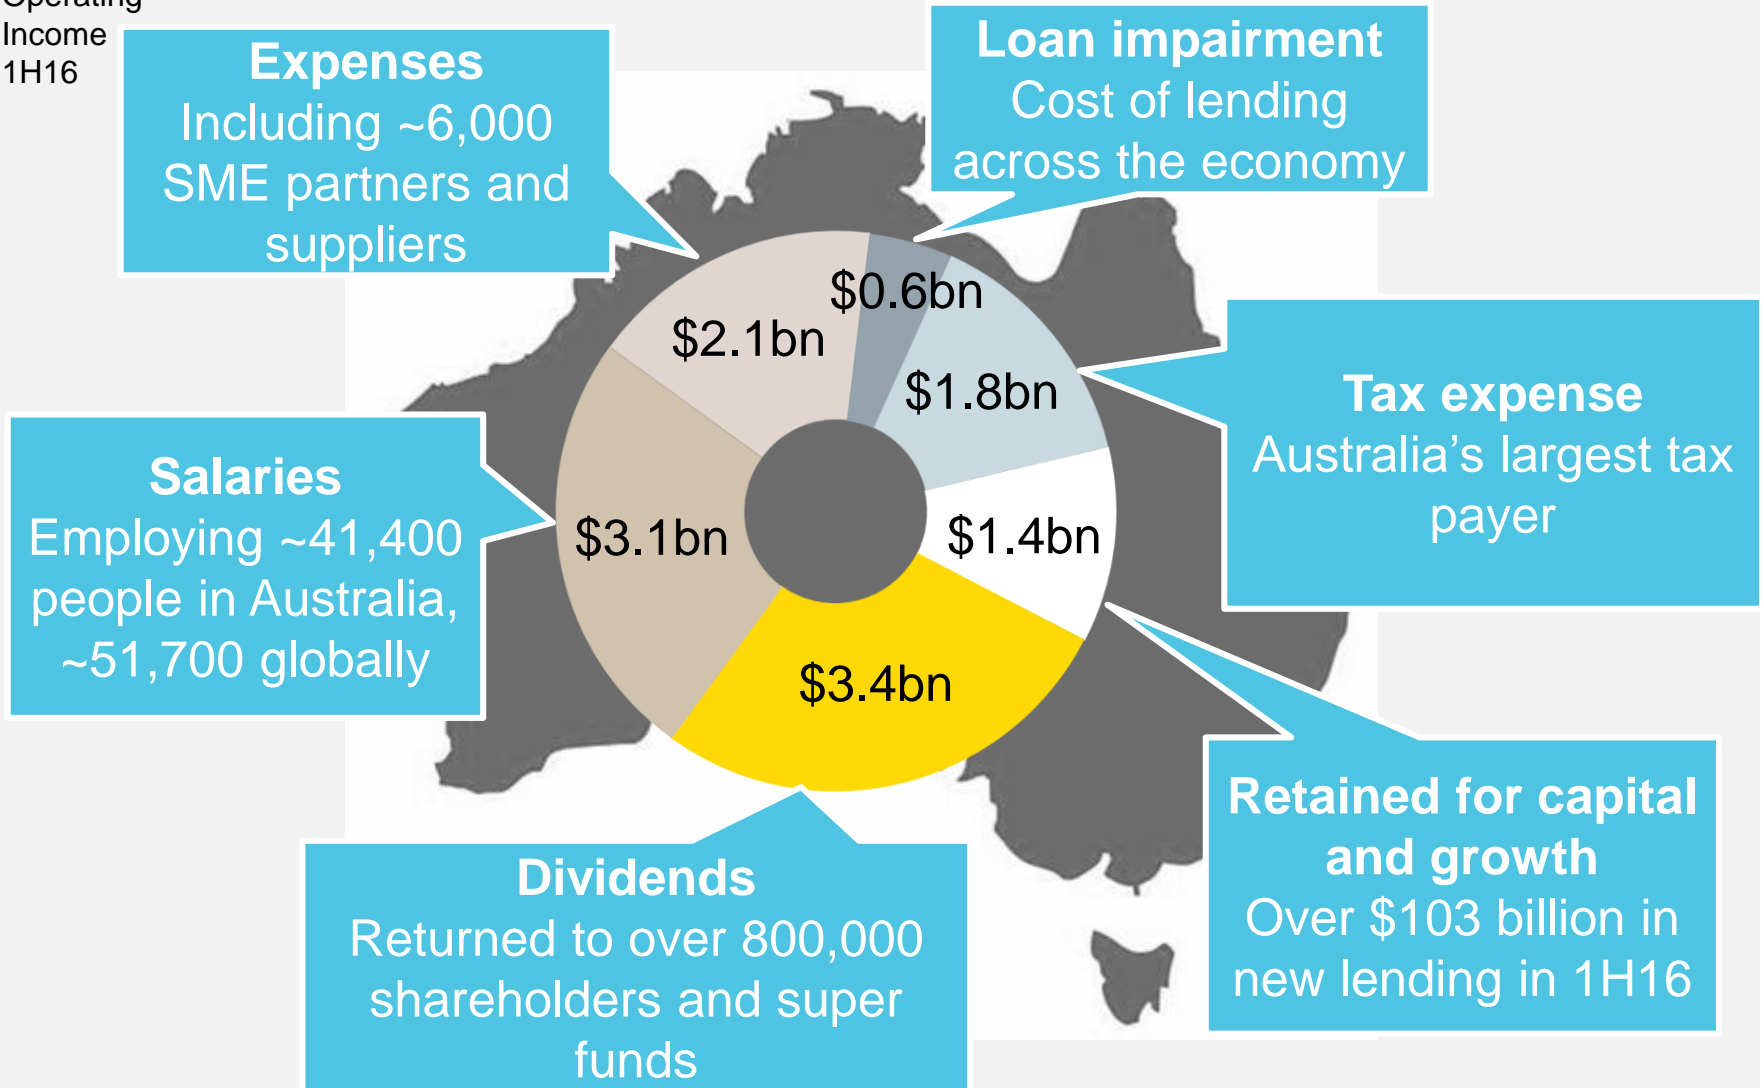 Operating
Income
1H16
Expenses
Including ~6,000
SME partners and
suppliers
Loan impairment
Cost of lending
across the economy
$0.6bn
$2.1bn
$1.8bn
Tax expense
Australia’s largest tax
payer
Salaries
Employing ~41,400
people in Australia,
~51,700 globally
$3.1bn
$1.4bn
$3.4bn
Retained for capital
and growth
Over $103 billion in
new lending in 1H16
Dividends
Returned to over 800,000
shareholders and super
funds